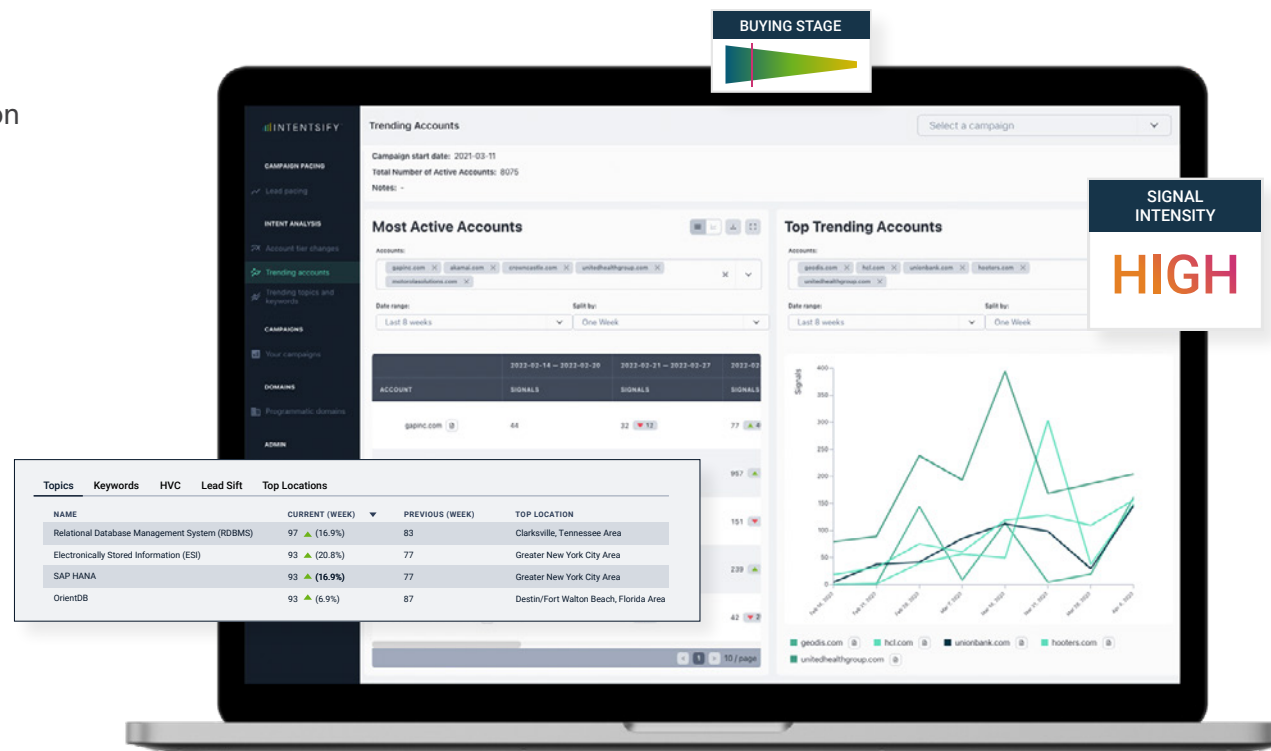 on
BUYING STAGE
INTENTSIFY
CAMPAIGN PACING
Lead pacing
INTENT ANALYSIS
Account tier changes
Trending accounts
Trending topics and
keywords
CAMPAIGNS
Your campaigns
DOMAINS
Programmatic domains
ADMIN
Trending Accounts
Select a campaign
Campaign start date: 2021-03-11
Total Number of Active Accounts: 8075
Notes: -
SIGNAL
INTENSITY
HIGH
Most Active Accounts
Accounts:
gapinc.com akamai.com creencastle.com unitedhealthgroup.com
motorolasolutions.com
Date range: Split by:
Last 8 weeks One Week
2022-02-14 — 2022-02-20 2022-02-21 — 2022-02-27 2022-02
ACCOUNT SIGNALS SIGNALS SIGNALS
gapinc.com 44 32 12 77
957
151
239
42
1 10 / page
Top Trending Accounts
Accounts:
geodis.com hcl.com unionbank.com hooters.com
unitedhealthgroup.com
Date range: Split by:
Last 8 weeks One Week
Signals
400
350
300
250
200
150
100
50
0
geodis.com hcl.com unionbank.com hooters.com
unitedhealthgroup.com
Topics Keywords HVC Lead Sift Top Locations
NAME CURRENT (WEEK) PREVIOUS (WEEK) TOP LOCATION
Relational Database Management System (RDBMS) 97 (16.9%) 83 Clarksville, Tennessee Area
Electronically Stored Information (ESI) 93 (20.8%) 77 Greater New York City Area
SAP HANA 93 (16.9%) 77 Greater New York City Area
OrientDB 93 (6.9%) 87 Destin/Fort Walton Beach, Florida Area